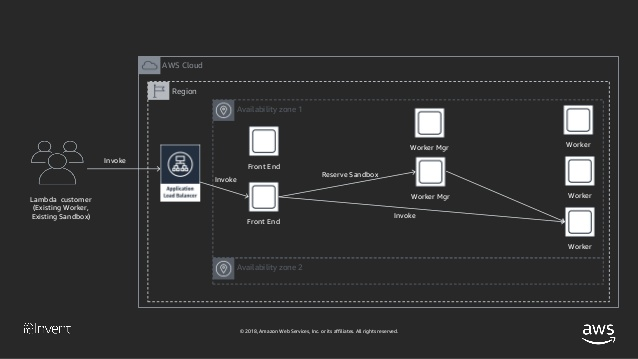 AWS Cloud
Region
Availability zone 1
Worker Mgr
Worker
Front End
Invoke
Application
Load Balancer
Invoke
Reserve Sandbox
Worker Mgr
Worker
Lambda customer
(Existing Worker,
Existing Sandbox)
Front End
Invoke
Worker
Availability zone 2
re:Invent
© 2018, Amazon Web Services, Inc. or its affiliates. All rights reserved.
aws